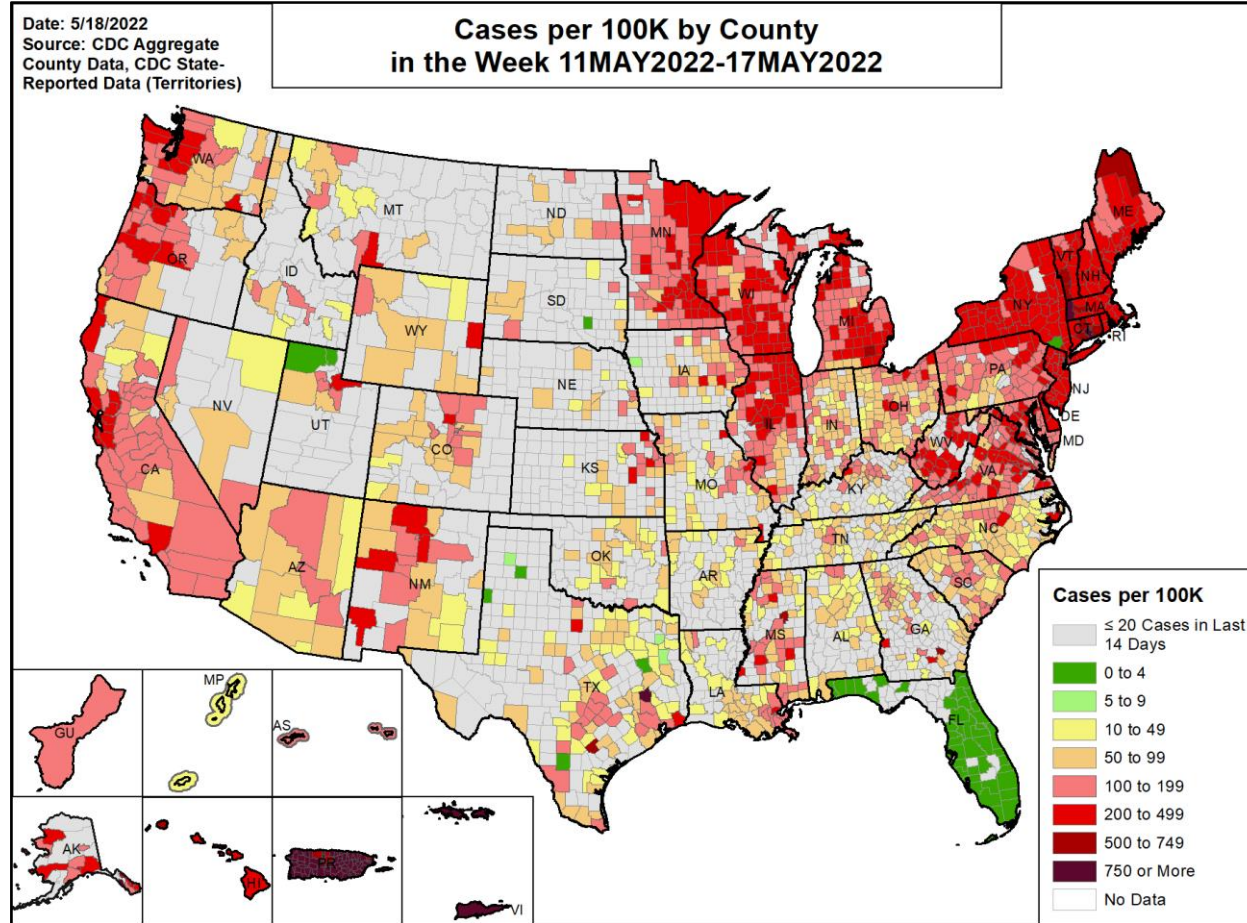 Date: 5/18/2022
Source: CDC Aggregate
County Data, CDC State-
Reported Data (Territories)
Cases per 100K by County
in the Week 11MAY2022-17MAY2022
WA
MT
ND
MN
ME
OR
ID
SD
WI
MI
VT
NH
NY
MA
CT
RI
WY
IA
NE
PA
NJ
NV
UT
CO
IL
IN
OH
DE
MD
WV
VA
CA
KS
MO
KY
AZ
NM
OK
AR
TN
NC
SC
TX
LA
MS
AL
GA
FL
GU
MP
AS
AK
HI
PR
VI
Cases per 100K
≤ 20 Cases in Last
14 Days
0 to 4
5 to 9
10 to 49
50 to 99
100 to 199
200 to 499
500 to 749
750 or More
No Data